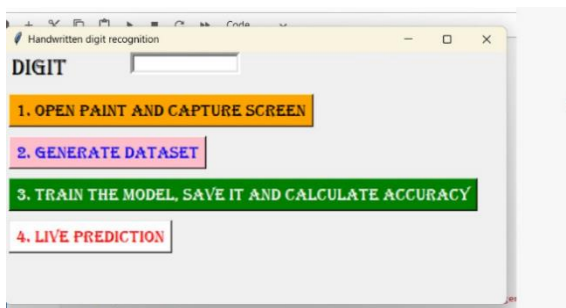 Code
Handwritten digit recognition
DIGIT
1. OPEN PAINT AND CAPTURE SCREEN
2. GENERATE DATASET
3. TRAIN THE MODEL, SAVE IT AND CALCULATE ACCURACY
4. LIVE PREDICTION